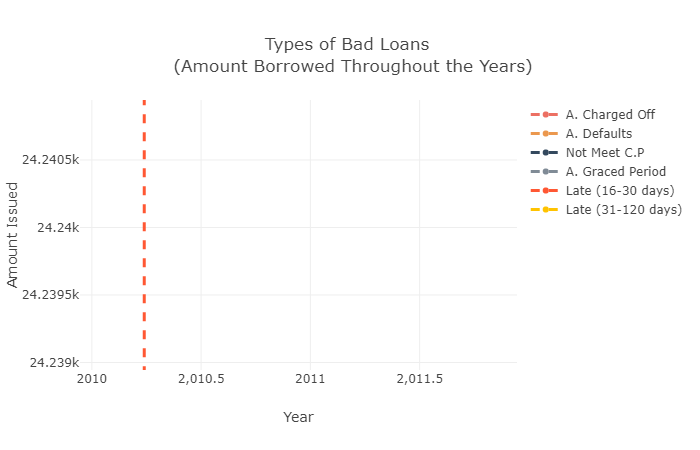 Types of Bad Loans
(Amount Borrowed Throughout the Years)
A. Charged Off
A. Defaults
Not Meet C.P
A. Graced Period
Late (16-30 days)
Late (31-120 days)
Amount Issued
24.2405k
24.24k
24.2395k
24.239k
2010
2,010.5
2011
2,011.5
Year